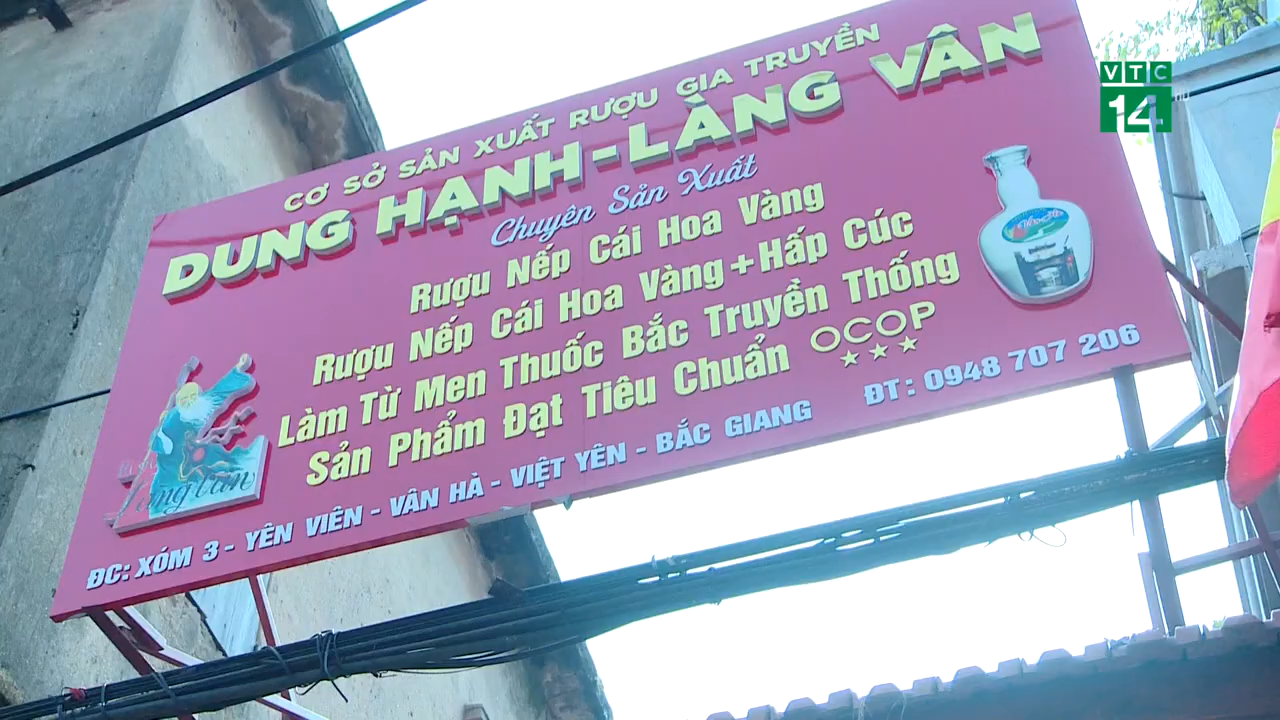 VTC
14
CƠ SỞ SẢN XUẤT RƯỢU GIA TRUYỀN
DUNG HẠNH - LÀNG VÂN
Chuyên Sản Xuất
Rượu Nếp Cái Hoa Vàng
Rượu Nếp Cái Hoa Vàng + Hấp Cúc
Làm Từ Men Thuốc Bắc Truyền Thống
Sản Phẩm Đạt Tiêu Chuẩn OCOP
ĐC: XÓM 3 - YÊN VIÊN - VÂN HÀ - VIỆT YÊN - BẮC GIANG ĐT: 0948 707 206